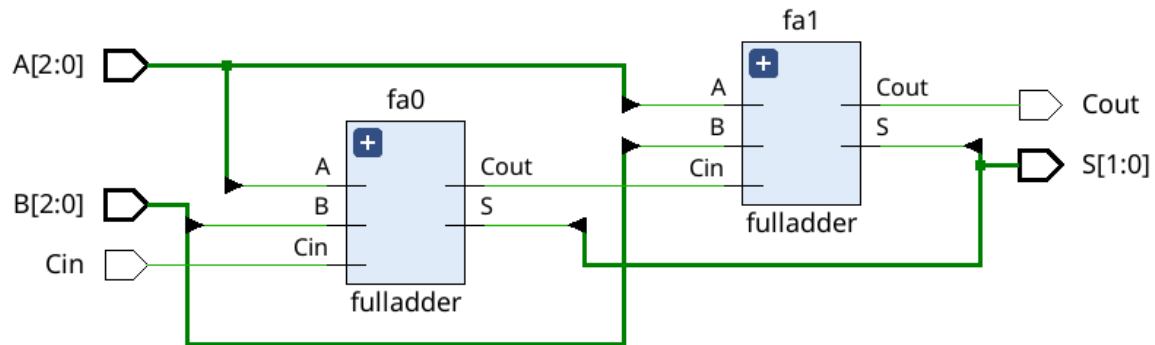 fa1
A[2:0]
fa0
A
Cout
Cout
B
S
A
Cout
Cin
S[1:0]
B[2:0]
B
S
fulladder
Cin
Cin
fulladder